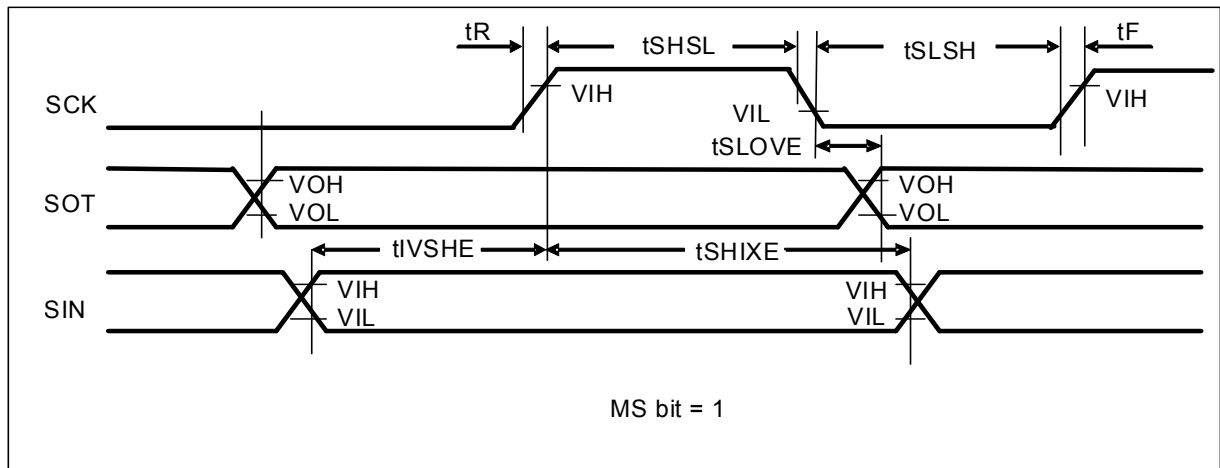 tR tSHSL tSLSH tF
SCK VIH VIL VIH
tSLOVE
SOT VOH VOH
VOL VOL
tIVSHE tSHIXE
SIN VIH VIH
VIL VIL
MS bit = 1